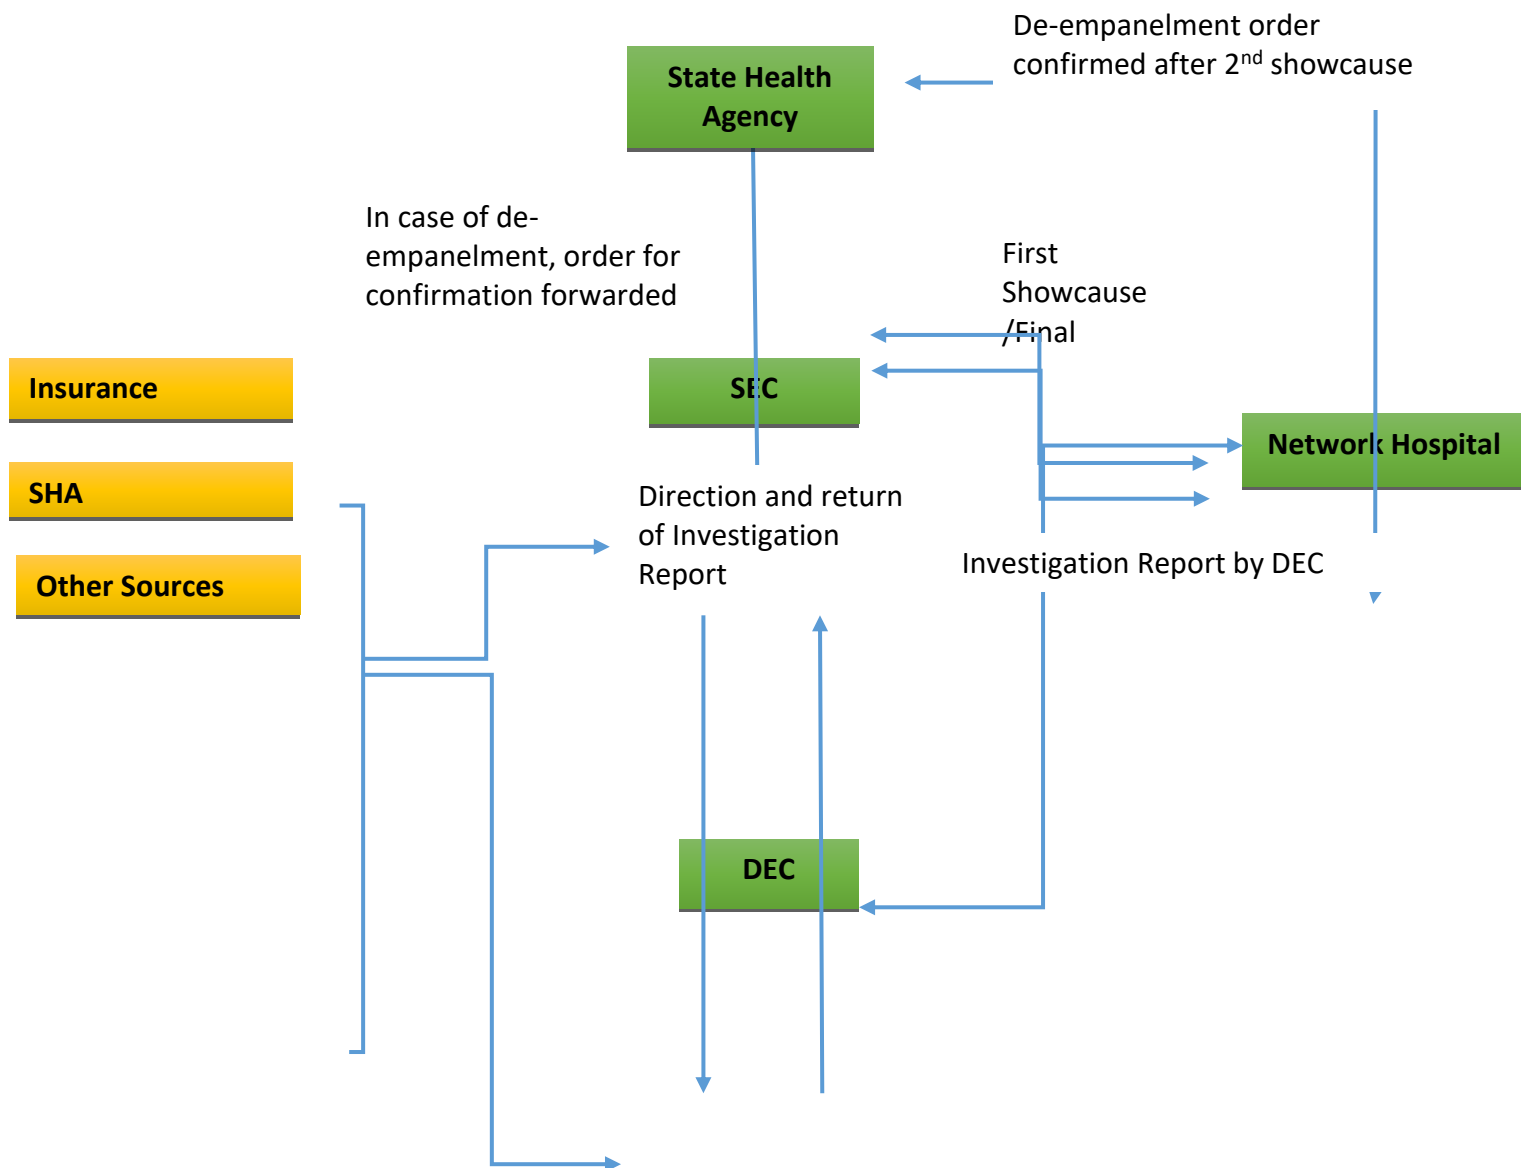 De-empanelment order
confirmed after 2nd showcause
State Health
Agency
In case of de-
empanelment, order for
confirmation forwarded
First
Showcause
/Final
Insurance
SEC
Network Hospital
SHA
Direction and return
of Investigation
Report
Investigation Report by DEC
Other Sources
DEC